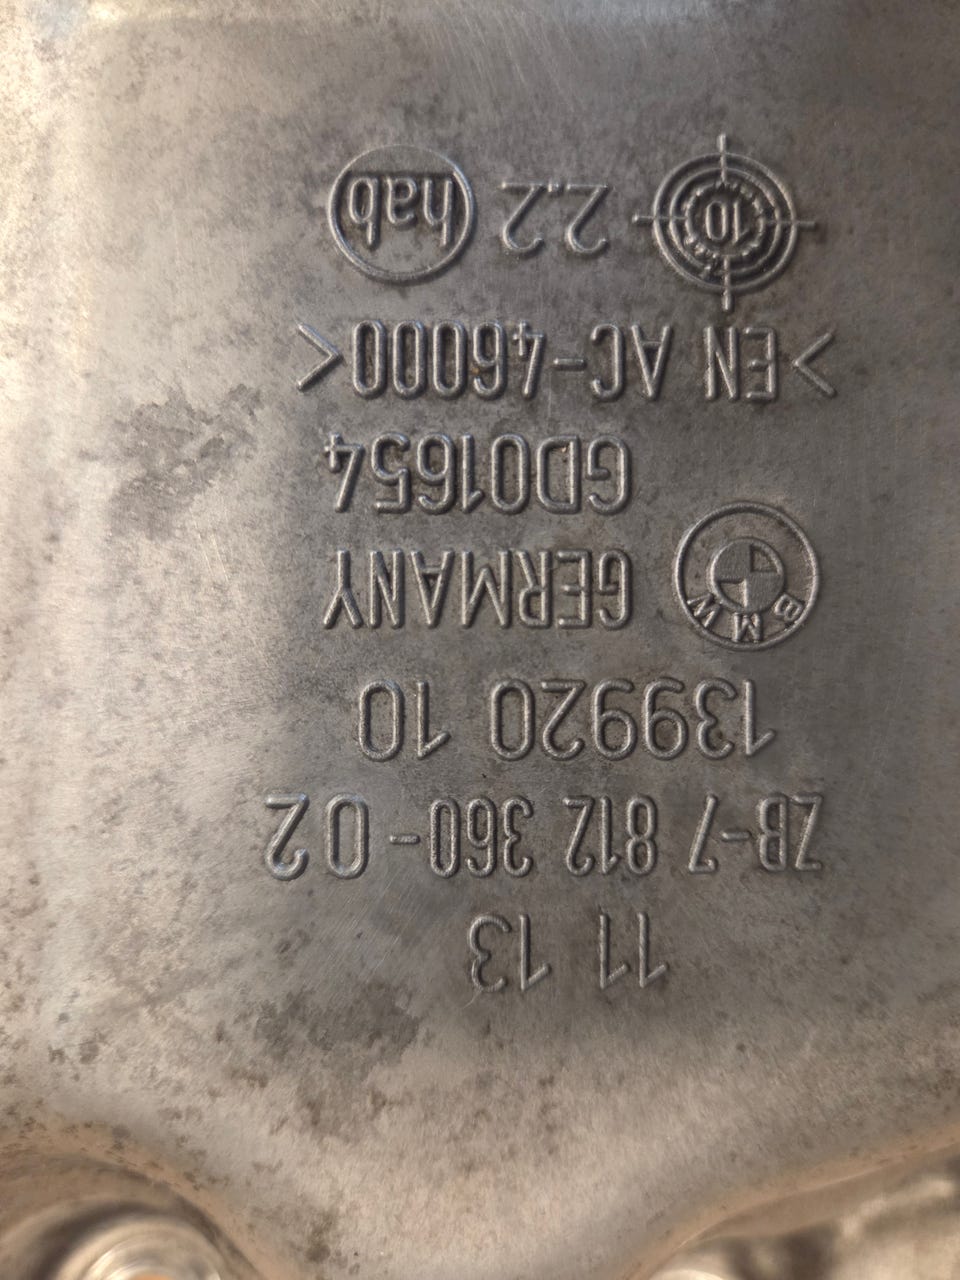 11 13
ZB-7 812 360-02
139920 10
BMW GERMANY
GD01654
>EN AC-46000<
10 2.2 hab